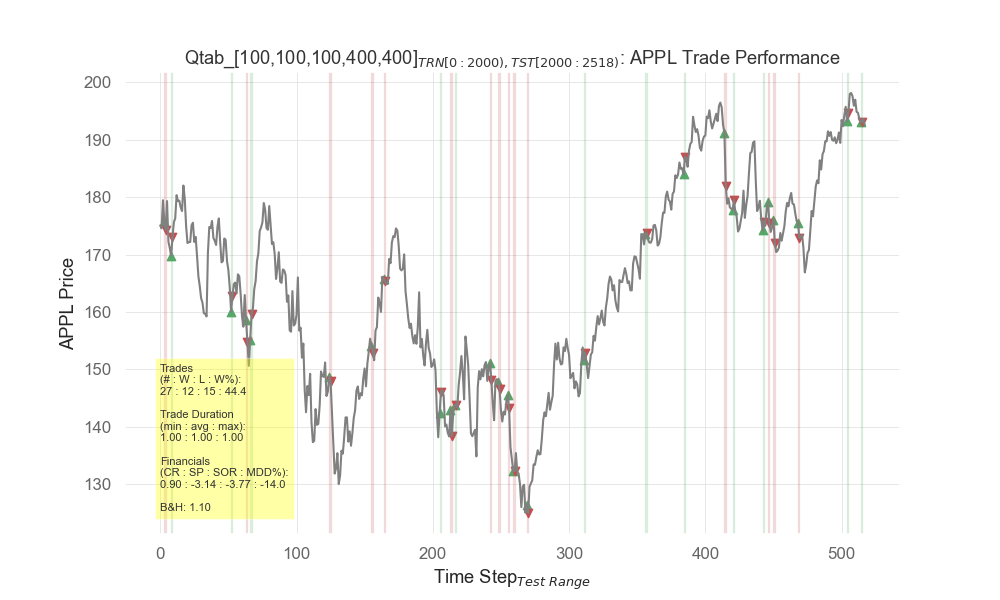 Qtab_[100,100,100,400,400]TRN[0 : 2000), TST[2000 : 2518): APPL Trade Performance
200
190
180
170
160
150
140
130
APPL Price
Trades
(# : W : L : W%):
27 : 12 : 15 : 44.4
Trade Duration
(min : avg : max):
1.00 : 1.00 : 1.00
Financials
(CR : SP : SOR : MDD%):
0.90 : -3.14 : -3.77 : -14.0
B&H: 1.10
0 100 200 300 400 500
Time StepTest Range